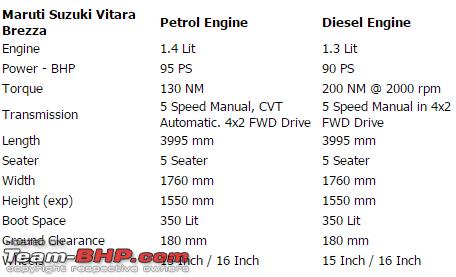 Maruti Suzuki Vitara Brezza Petrol Engine Diesel Engine
Engine 1.4 Lit 1.3 Lit
Power - BHP 95 PS 90 PS
Torque 130 NM 200 NM @ 2000 rpm
Transmission 5 Speed Manual, CVT Automatic. 4x2 FWD Drive 5 Speed Manual in 4x2 FWD Drive
Length 3995 mm 3995 mm
Seater 5 Seater 5 Seater
Width 1760 mm 1760 mm
Height (exp) 1550 mm 1550 mm
Boot Space 350 Lit 350 Lit
Ground Clearance 180 mm 180 mm
Wheels 15 Inch / 16 Inch 15 Inch / 16 Inch
Team-BHP.com
copyright respective owners